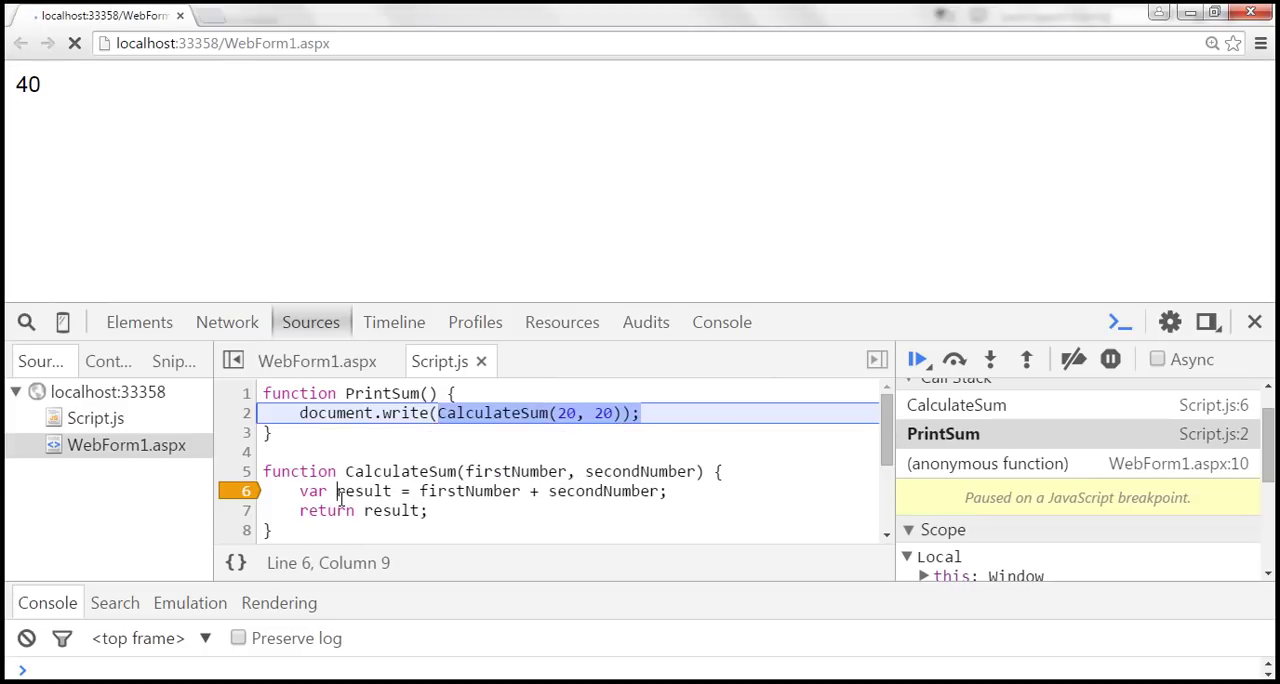 localhost:33358/WebForm
localhost:33358/WebForm1.aspx
40
Elements Network Sources Timeline Profiles Resources Audits Console
Sour... Cont... Snip... WebForm1.aspx Script.js Async
localhost:33358
Script.js
WebForm1.aspx
1 function PrintSum() {
2 document.write(CalculateSum(20, 20));
3 }
4
5 function CalculateSum(firstNumber, secondNumber) {
6 var result = firstNumber + secondNumber;
7 return result;
8 }
{} Line 6, Column 9
Call Stack
CalculateSum Script.js:6
PrintSum Script.js:2
(anonymous function) WebForm1.aspx:10
Paused on a JavaScript breakpoint.
Scope
Local
this: Window
Console Search Emulation Rendering
<top frame> Preserve log